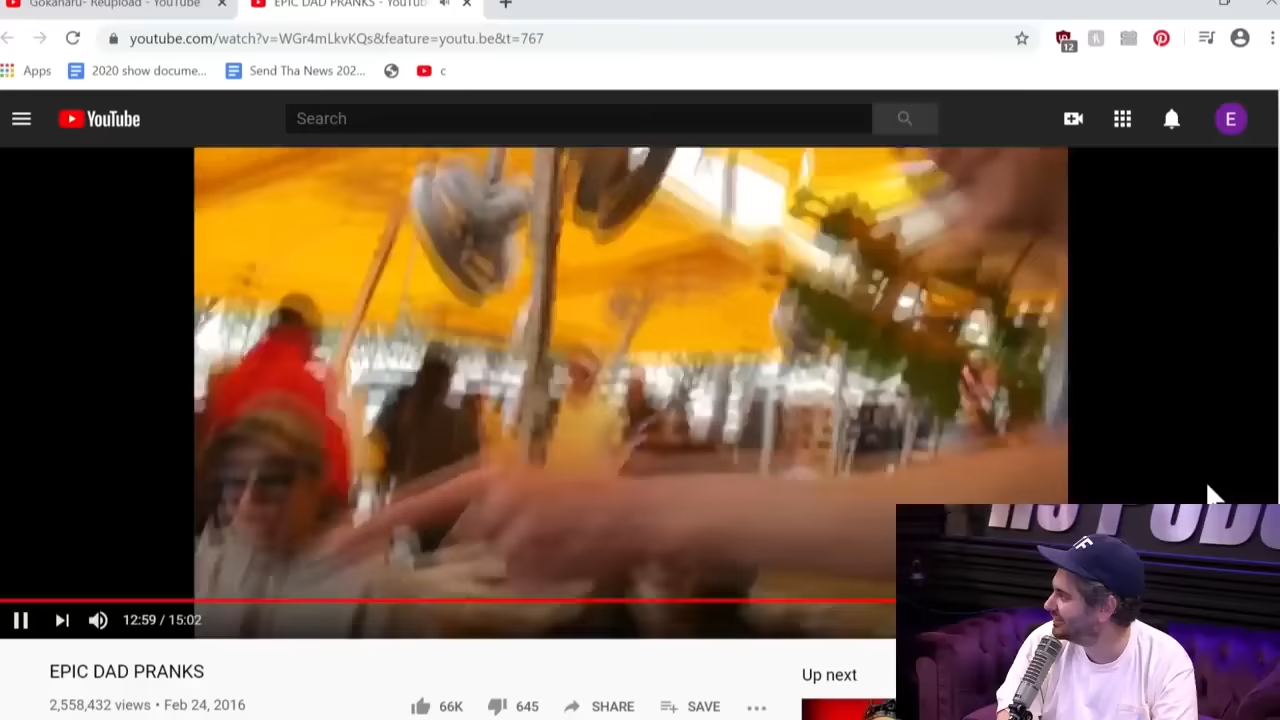 Gokanaru- Reupload - YouTube
EPIC DAD PRANKS - YouTub
youtube.com/watch?v=WGr4mLkvKQs&feature=youtu.be&t=767
12
Apps
2020 show docume...
Send Tha News 202...
c
YouTube
Search
E
12:59 / 15:02
EPIC DAD PRANKS
2,558,432 views • Feb 24, 2016
66K
645
SHARE
SAVE
Up next